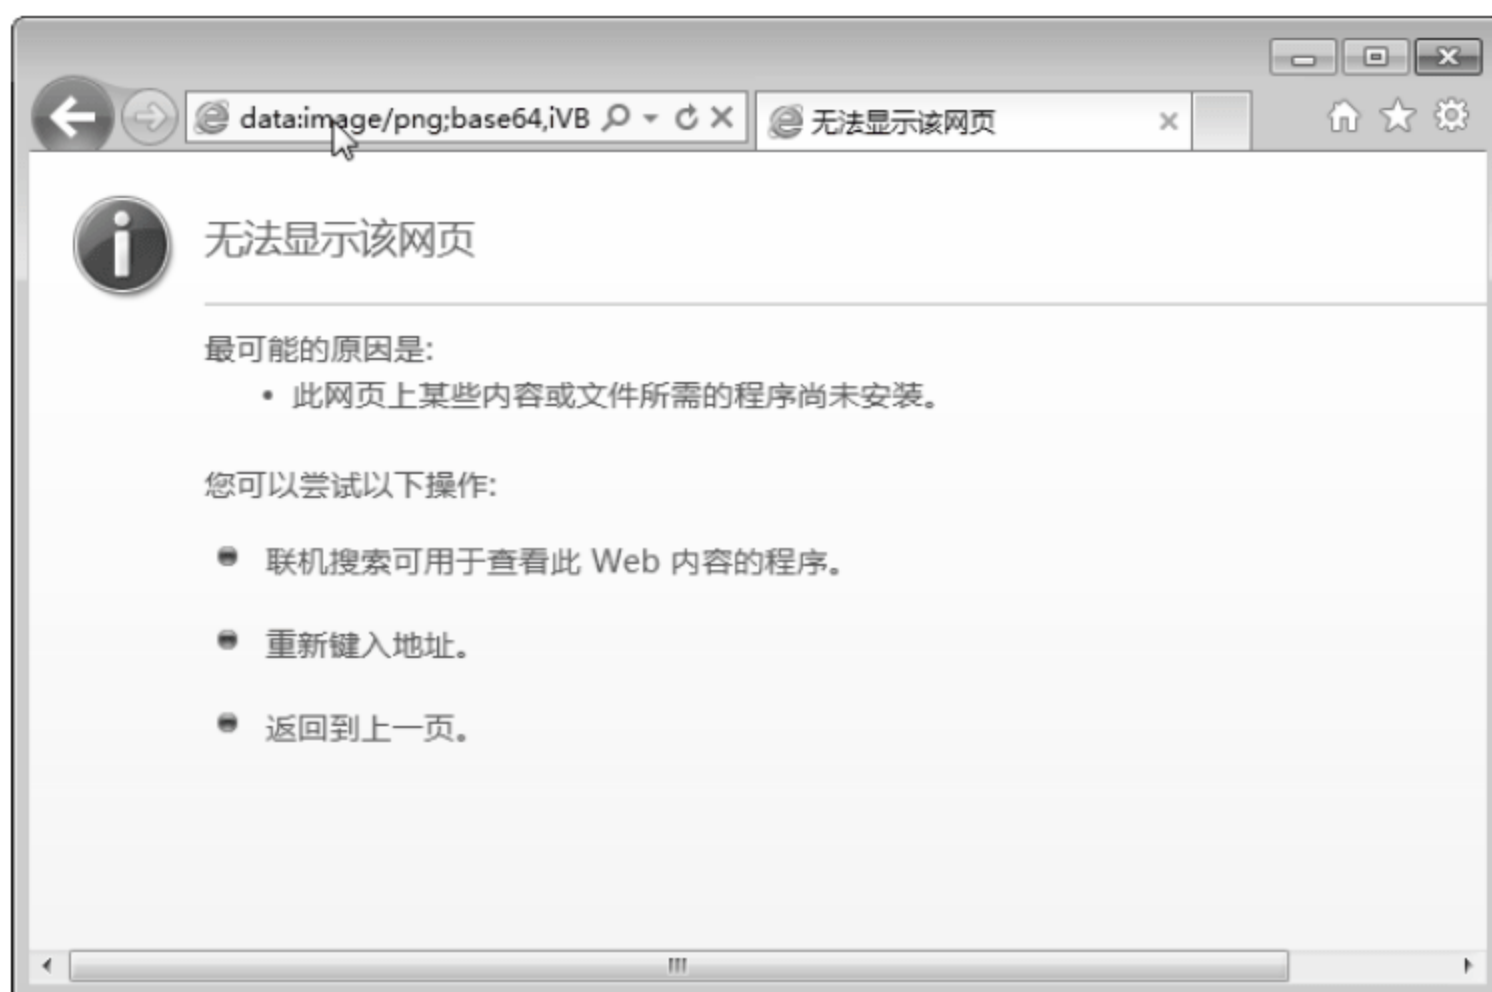 data:image/png;base64,iVB
无法显示该网页
无法显示该网页
最可能的原因是:
• 此网页上某些内容或文件所需的程序尚未安装。
您可以尝试以下操作:
联机搜索可用于查看此 Web 内容的程序。
重新键入地址。
返回到上一页。